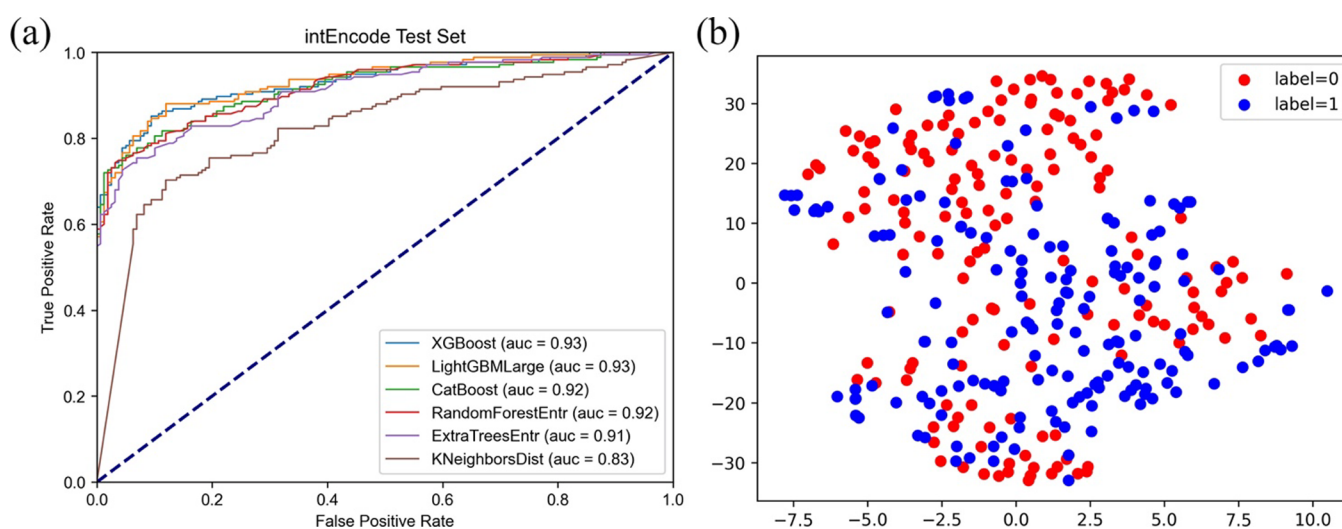 (a)
intEncode Test Set
True Positive Rate
1.0
0.8
0.6
0.4
0.2
0.0
XGBoost (auc = 0.93)
LightGBMLarge (auc = 0.93)
CatBoost (auc = 0.92)
RandomForestEntr (auc = 0.92)
ExtraTreesEntr (auc = 0.91)
KNeighborsDist (auc = 0.83)
0.0 0.2 0.4 0.6 0.8 1.0
False Positive Rate
(b)
label=0
label=1
30
20
10
0
−10
−20
−30
−7.5 −5.0 −2.5 0.0 2.5 5.0 7.5 10.0